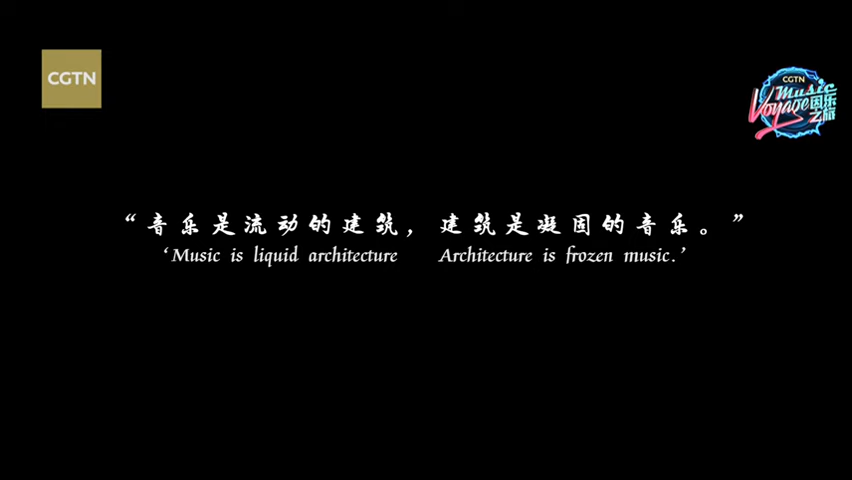 CGTN
CGTN
Music
Voyage 音乐
之旅
“音乐是流动的建筑，建筑是凝固的音乐。”
‘Music is liquid architecture Architecture is frozen music.’